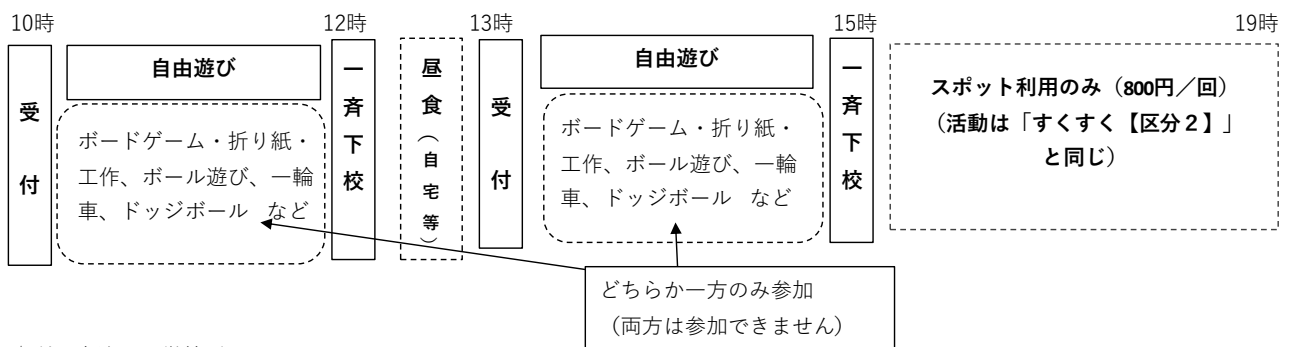 10時
12時
13時
15時
19時
受付
自由遊び
ボードゲーム・折り紙・
工作、ボール遊び、一輪
車、ドッジボール など
一斉下校
昼食（自宅等）
受付
自由遊び
ボードゲーム・折り紙・
工作、ボール遊び、一輪
車、ドッジボール など
一斉下校
スポット利用のみ（800円／回）
（活動は「すくすく【区分２】」
と同じ）
どちらか一方のみ参加
（両方は参加できません）